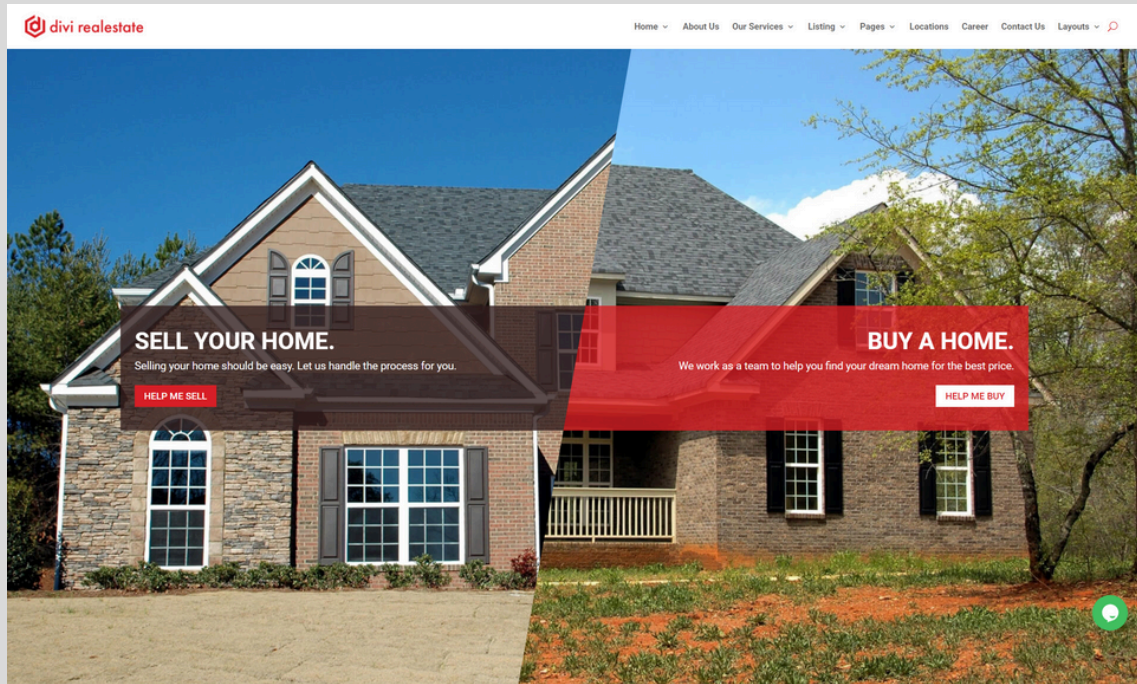 divi realestate
Home About Us Our Services Listing Pages Locations Career Contact Us Layouts
SELL YOUR HOME.
Selling your home should be easy. Let us handle the process for you.
HELP ME SELL
BUY A HOME.
We work as a team to help you find your dream home for the best price.
HELP ME BUY